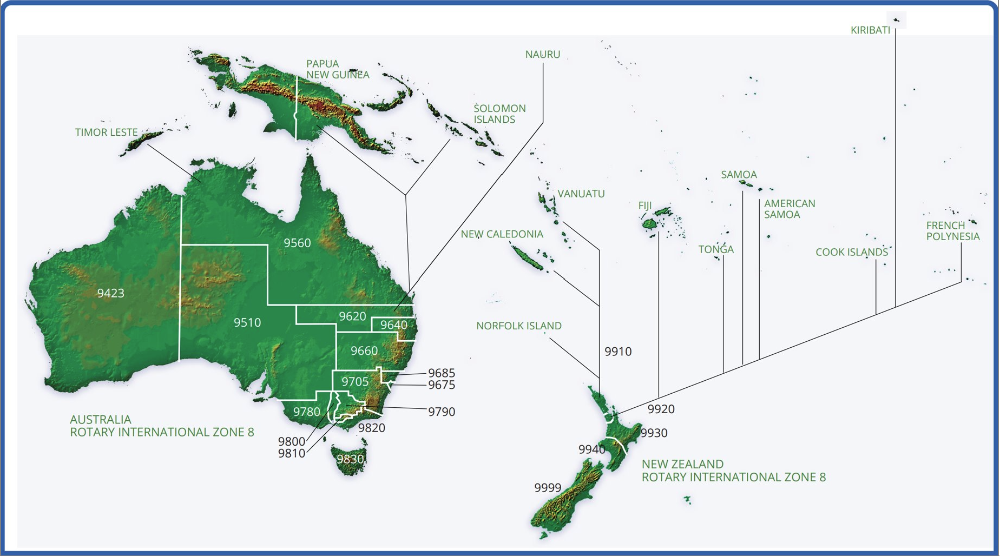 KIRIBATI
NAURU
PAPUA
NEW GUINEA
SOLOMON
ISLANDS
TIMOR LESTE
SAMOA
VANUATU
FIJI
AMERICAN
SAMOA
FRENCH
POLYNESIA
NEW CALEDONIA
TONGA
COOK ISLANDS
9560
9423
9510
9620
9640
NORFOLK ISLAND
9660
9910
9685
9705
9675
9780
9790
9920
AUSTRALIA
ROTARY INTERNATIONAL ZONE 8
9820
9930
9800
9810
9940
9830
NEW ZEALAND
ROTARY INTERNATIONAL ZONE 8
9999